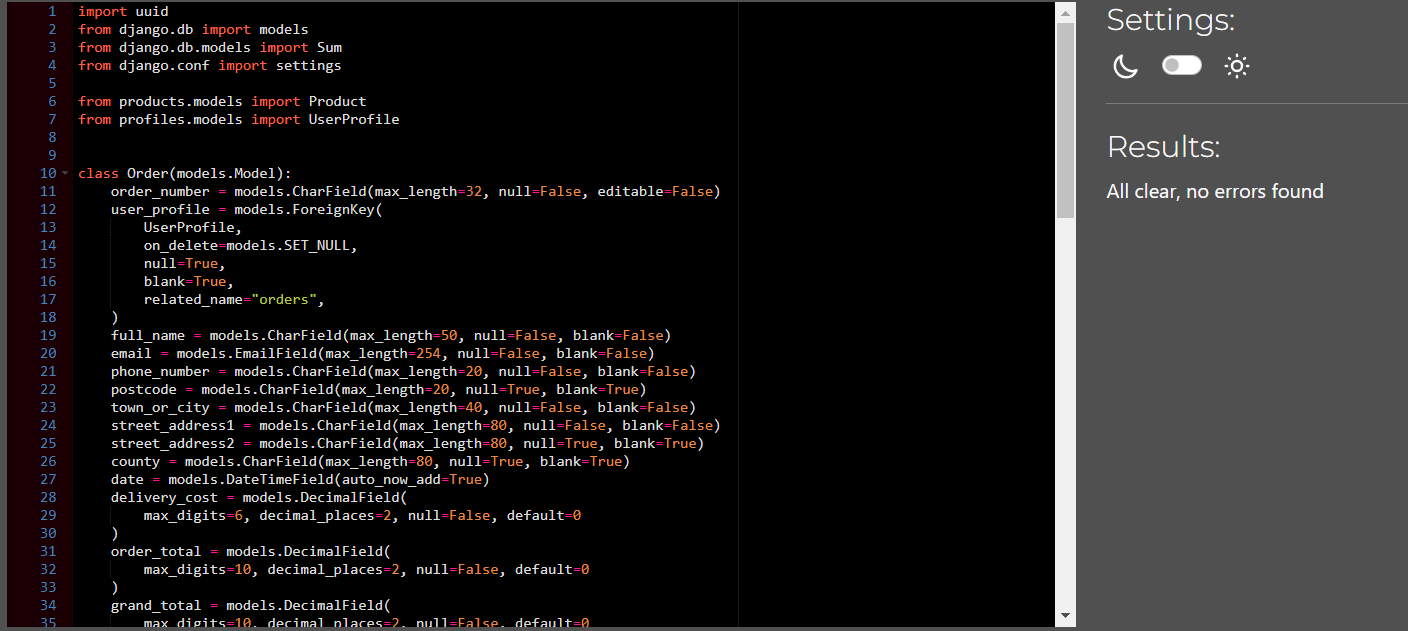 1 import uuid
2 from django.db import models
3 from django.db.models import Sum
4 from django.conf import settings
5
6 from products.models import Product
7 from profiles.models import UserProfile
8
9
10 class Order(models.Model):
11     order_number = models.CharField(max_length=32, null=False, editable=False)
12     user_profile = models.ForeignKey(
13         UserProfile,
14         on_delete=models.SET_NULL,
15         null=True,
16         blank=True,
17         related_name="orders",
18     )
19     full_name = models.CharField(max_length=50, null=False, blank=False)
20     email = models.EmailField(max_length=254, null=False, blank=False)
21     phone_number = models.CharField(max_length=20, null=False, blank=False)
22     postcode = models.CharField(max_length=20, null=True, blank=True)
23     town_or_city = models.CharField(max_length=40, null=False, blank=False)
24     street_address1 = models.CharField(max_length=80, null=False, blank=False)
25     street_address2 = models.CharField(max_length=80, null=True, blank=True)
26     county = models.CharField(max_length=80, null=True, blank=True)
27     date = models.DateTimeField(auto_now_add=True)
28     delivery_cost = models.DecimalField(
29         max_digits=6, decimal_places=2, null=False, default=0
30     )
31     order_total = models.DecimalField(
32         max_digits=10, decimal_places=2, null=False, default=0
33     )
34     grand_total = models.DecimalField(
35         max_digits=10, decimal_places=2, null=False, default=0
Settings:
Results:
All clear, no errors found